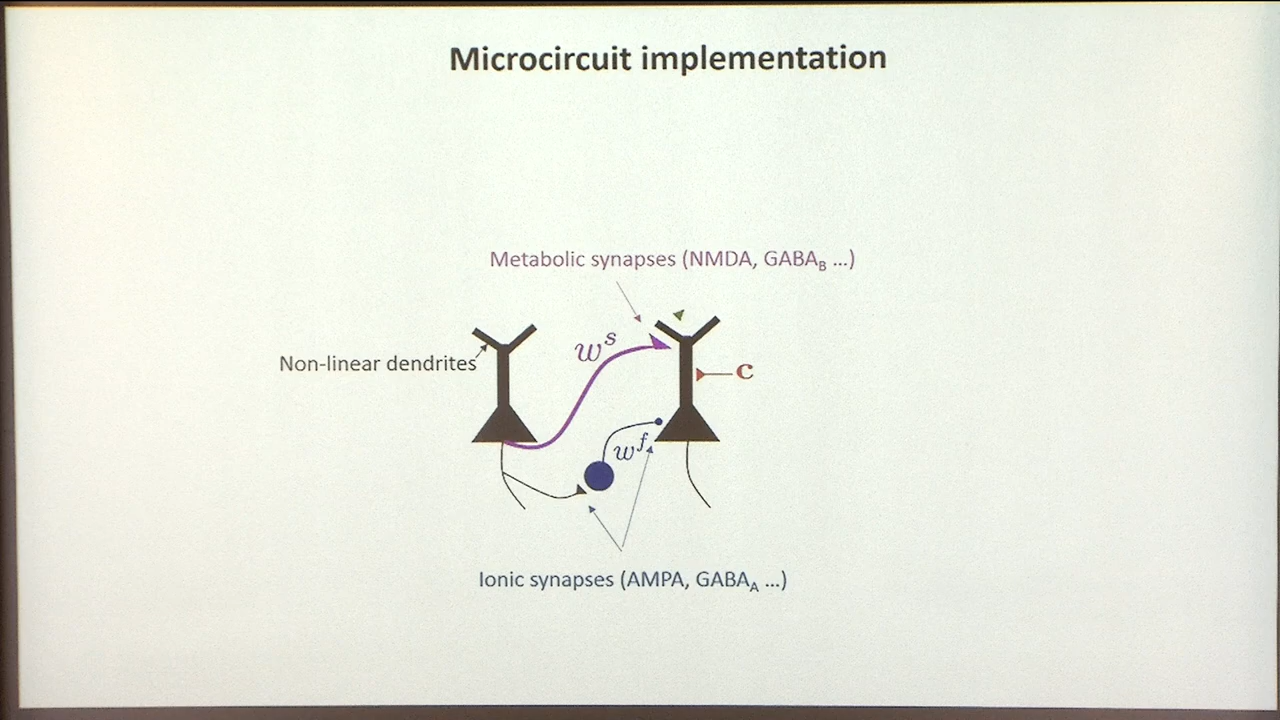 Microcircuit implementation
Metabolic synapses (NMDA, GABA_B ...)
w^s
Non-linear dendrites
c
w^f
Ionic synapses (AMPA, GABA_A ...)